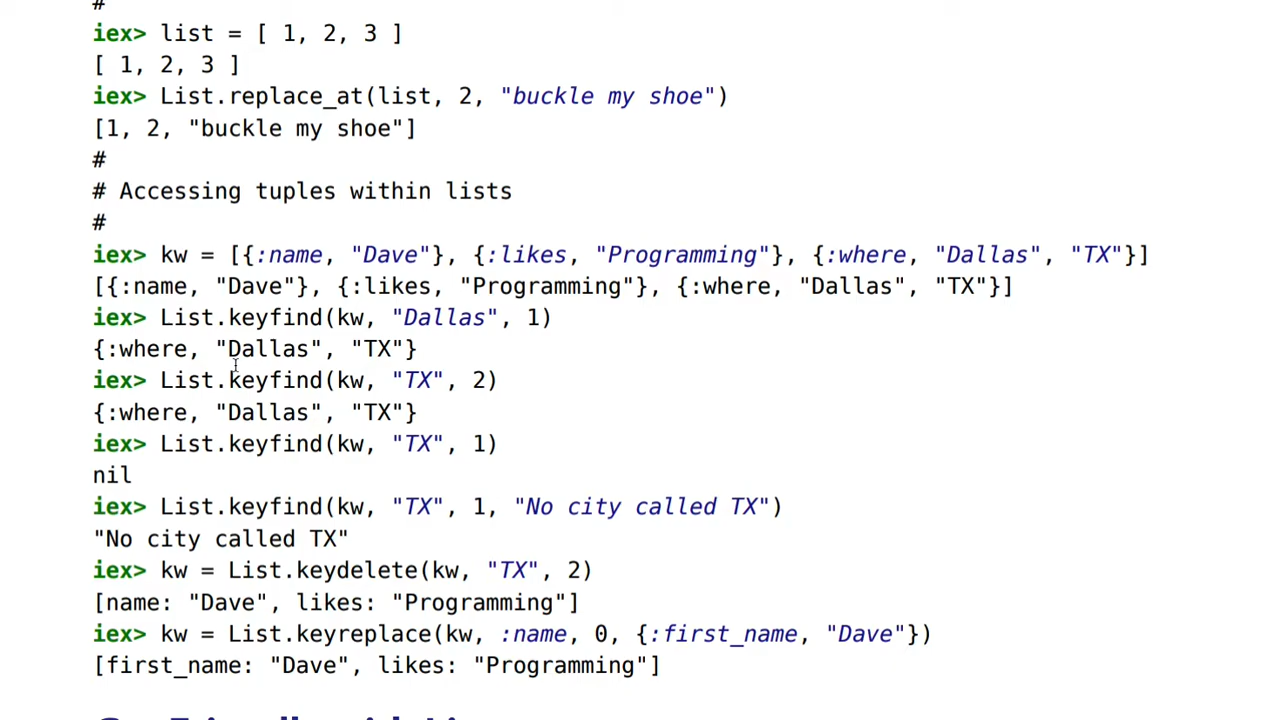 #
iex> list = [ 1, 2, 3 ]
[ 1, 2, 3 ]
iex> List.replace_at(list, 2, "buckle my shoe")
[1, 2, "buckle my shoe"]
#
# Accessing tuples within lists
#
iex> kw = [{:name, "Dave"}, {:likes, "Programming"}, {:where, "Dallas", "TX"}]
[{:name, "Dave"}, {:likes, "Programming"}, {:where, "Dallas", "TX"}]
iex> List.keyfind(kw, "Dallas", 1)
{:where, "Dallas", "TX"}
iex> List.keyfind(kw, "TX", 2)
{:where, "Dallas", "TX"}
iex> List.keyfind(kw, "TX", 1)
nil
iex> List.keyfind(kw, "TX", 1, "No city called TX")
"No city called TX"
iex> kw = List.keydelete(kw, "TX", 2)
[name: "Dave", likes: "Programming"]
iex> kw = List.keyreplace(kw, :name, 0, {:first_name, "Dave"})
[first_name: "Dave", likes: "Programming"]